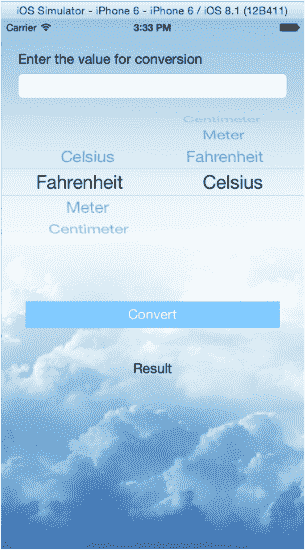 iOS Simulator - iPhone 6 - iPhone 6 / iOS 8.1 (12B411)
Carrier 3:33 PM
Enter the value for conversion
Centimeter
Meter
Celsius Fahrenheit
Fahrenheit Celsius
Meter
Centimeter
Convert
Result